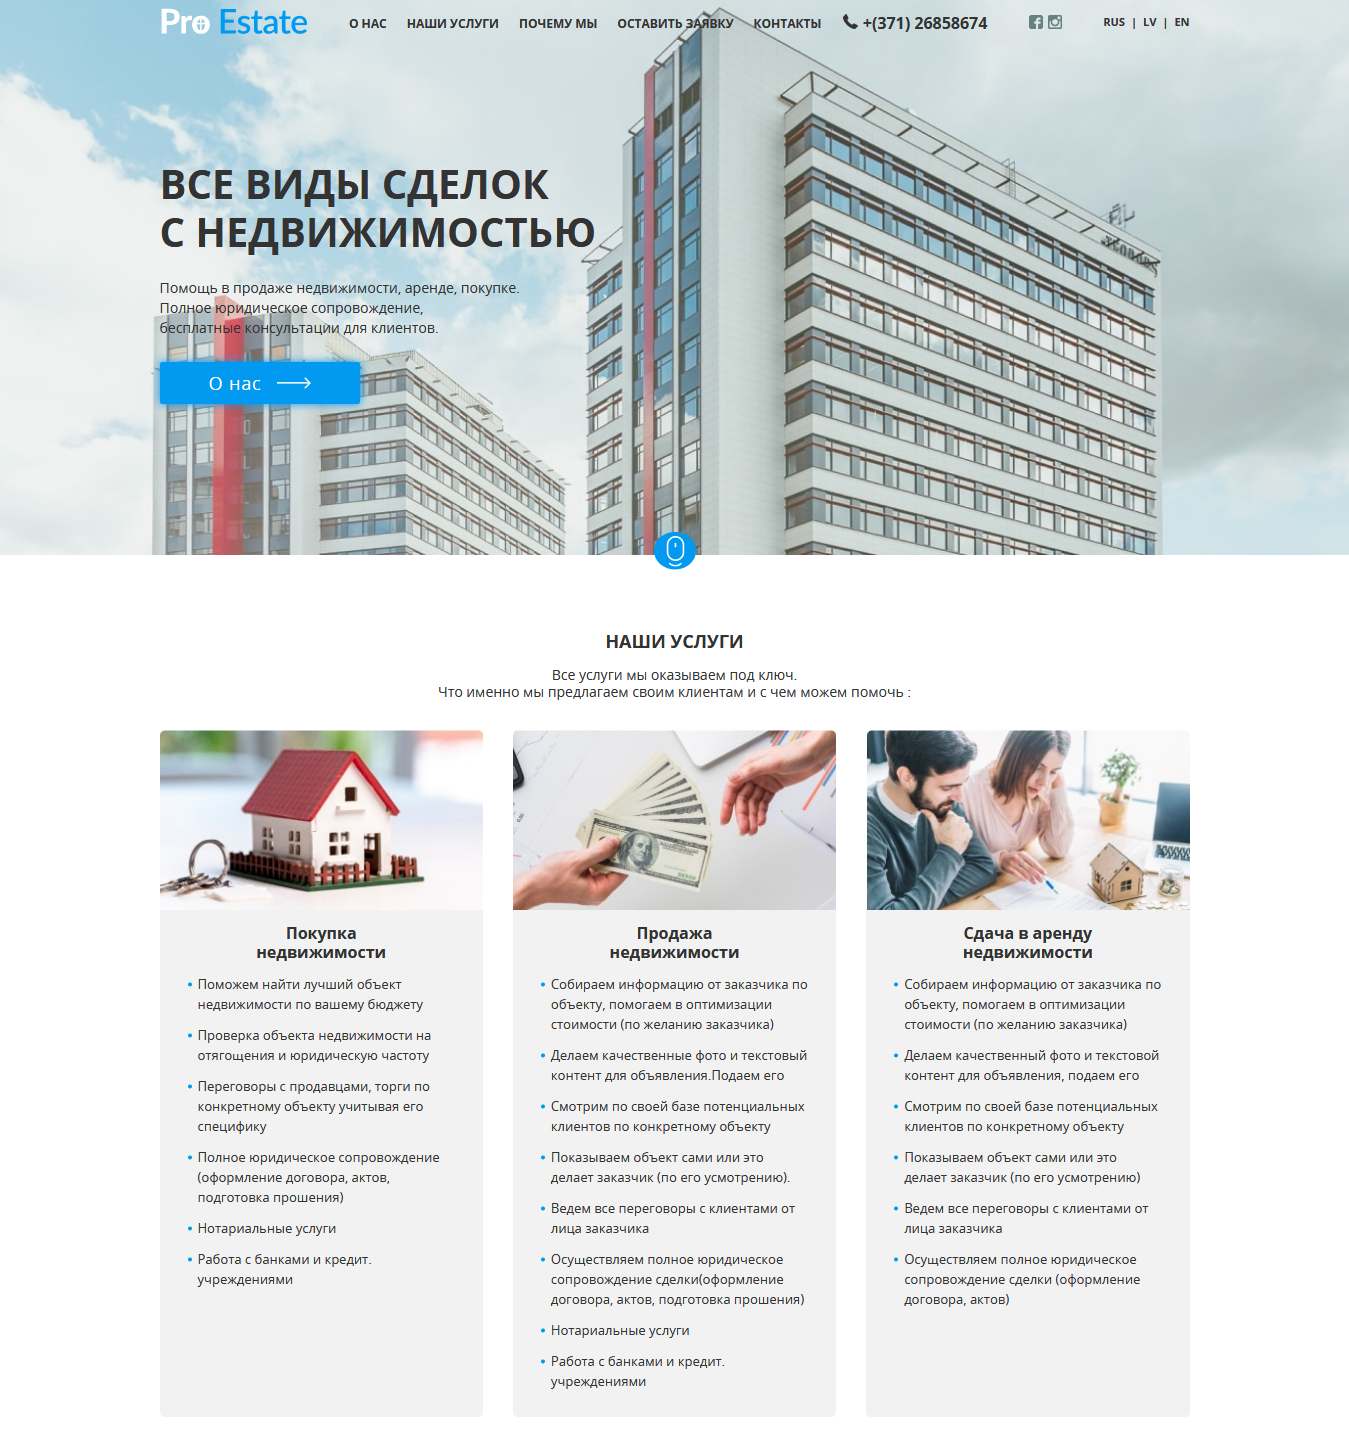 Pro Estate
О НАС НАШИ УСЛУГИ ПОЧЕМУ МЫ ОСТАВИТЬ ЗАЯВКУ КОНТАКТЫ +(371) 26858674 RUS | LV | EN
ВСЕ ВИДЫ СДЕЛОК
С НЕДВИЖИМОСТЬЮ
Помощь в продаже недвижимости, аренде, покупке.
Полное юридическое сопровождение,
бесплатные консультации для клиентов.
О нас
НАШИ УСЛУГИ
Все услуги мы оказываем под ключ.
Что именно мы предлагаем своим клиентам и с чем можем помочь :
Покупка
недвижимости
Поможем найти лучший объект
недвижимости по вашему бюджету
Проверка объекта недвижимости на
отягощения и юридическую частоту
Переговоры с продавцами, торги по
конкретному объекту учитывая его
специфику
Полное юридическое сопровождение
(оформление договора, актов,
подготовка прошения)
Нотариальные услуги
Работа с банками и кредит.
учреждениями
Продажа
недвижимости
Собираем информацию от заказчика по
объекту, помогаем в оптимизации
стоимости (по желанию заказчика)
Делаем качественные фото и текстовый
контент для объявления.Подаем его
Смотрим по своей базе потенциальных
клиентов по конкретному объекту
Показываем объект сами или это
делает заказчик (по его усмотрению).
Ведем все переговоры с клиентами от
лица заказчика
Осуществляем полное юридическое
сопровождение сделки(оформление
договора, актов, подготовка прошения)
Нотариальные услуги
Работа с банками и кредит.
учреждениями
Сдача в аренду
недвижимости
Собираем информацию от заказчика по
объекту, помогаем в оптимизации
стоимости (по желанию заказчика)
Делаем качественный фото и текстовой
контент для объявления, подаем его
Смотрим по своей базе потенциальных
клиентов по конкретному объекту
Показываем объект сами или это
делает заказчик (по его усмотрению)
Ведем все переговоры с клиентами от
лица заказчика
Осуществляем полное юридическое
сопровождение сделки (оформление
договора, актов)